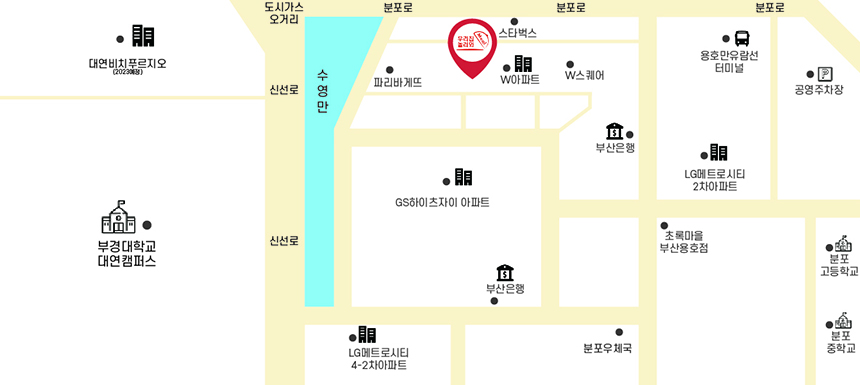 도시가스
오거리
분포로
분포로
분포로
대연비치푸르지오
(2023예정)
스타벅스
용호만유람선
터미널
신선로
수영만
파리바게뜨
W아파트
W스퀘어
공영주차장
P
부산은행
$
LG메트로시티
2차아파트
GS하이츠자이 아파트
부경대학교
대연캠퍼스
신선로
초록마을
부산용호점
분포
고등학교
$
부산은행
분포
중학교
LG메트로시티
4-2차아파트
분포우체국